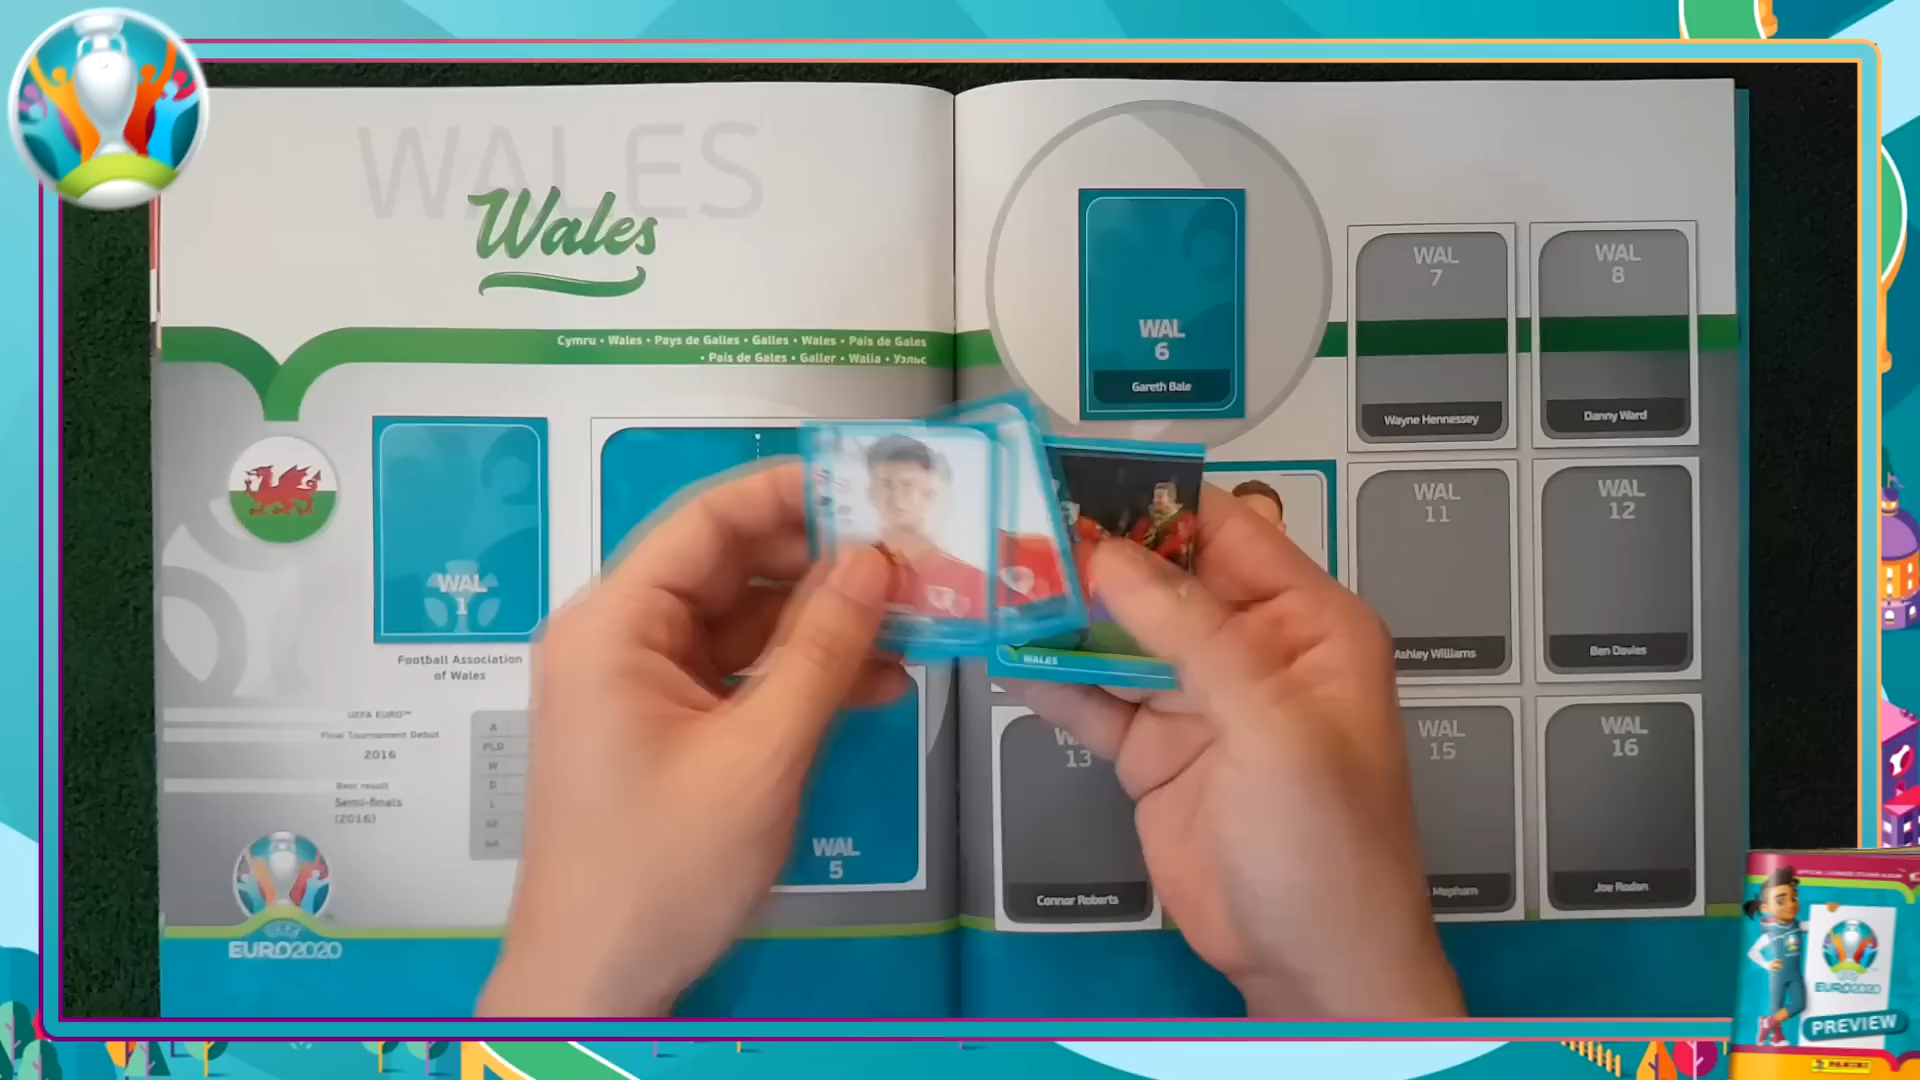 WALES
Wales
Cymru • Wales • Pays de Galles • Galles • Wales • País de Gales
• País de Gales • Galler • Walia • Уэльс
WAL
1
Football Association
of Wales
UEFA EURO™
Final Tournament Debut
2016
Best result
Semi-finals
(2016)
A
PLD
W
D
L
GF
GA
UEFA
EURO2020
WAL
5
WALES
WAL
6
Gareth Bale
WAL
7
Wayne Hennessey
WAL
8
Danny Ward
WAL
11
Ashley Williams
WAL
12
Ben Davies
13
Connor Roberts
WAL
15
Mepham
WAL
16
Joe Rodon
EURO2020
PREVIEW
PANINI